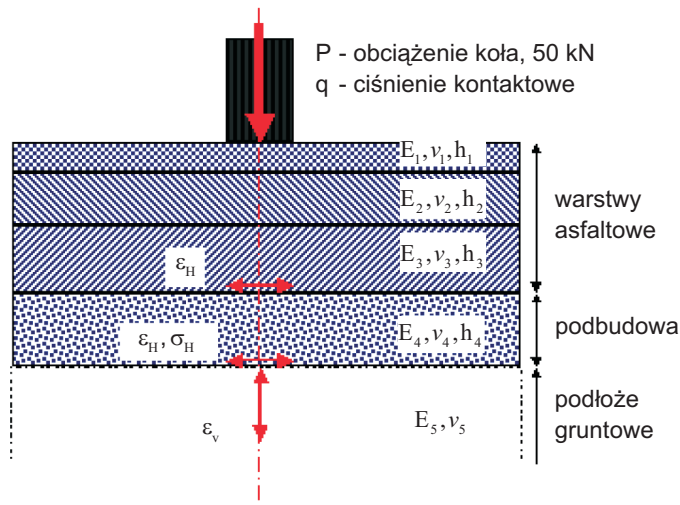 P - obciążenie koła, 50 kN
q - ciśnienie kontaktowe
E₁,ν₁,h₁
E₂,ν₂,h₂
E₃,ν₃,h₃
εH
warstwy
asfaltowe
E₄,ν₄,h₄
εH,σH
podbudowa
E₅,ν₅
εv
podłoże
gruntowe